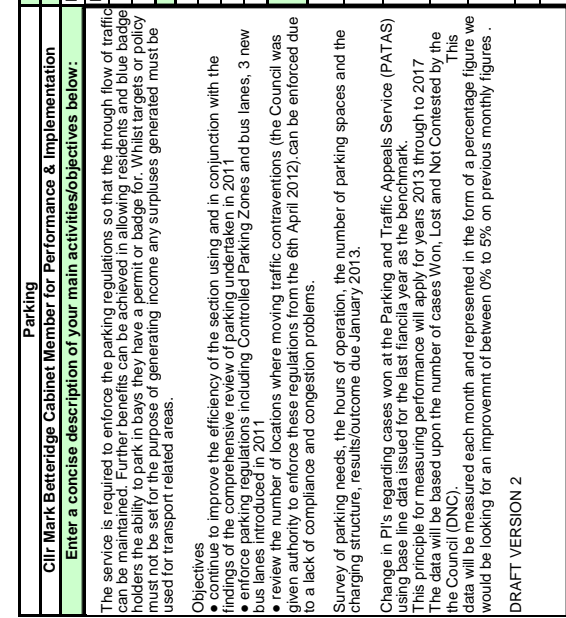 Parking
Cllr Mark Betteridge Cabinet Member for Performance & Implementation
Enter a concise description of your main activities/objectives below:
The service is required to enforce the parking regulations so that the through flow of traffic
can be maintained. Further benefits can be achieved in allowing residents and blue badge
holders the ability to park in bays they have a permit or badge for. Whilst targets or policy
must not be set for the purpose of generating income any surpluses generated must be
used for transport related areas.
Objectives
• continue to improve the efficiency of the section using and in conjunction with the
findings of the comprehensive review of parking undertaken in 2011
• enforce parking regulations including Controlled Parking Zones and bus lanes, 3 new
bus lanes introduced in 2011
• review the number of locations where moving traffic contraventions (the Council was
given authority to enforce these regulations from the 6th April 2012).can be enforced due
to a lack of compliance and congestion problems.
Survey of parking needs, the hours of operation, the number of parking spaces and the
charging structure, results/outcome due January 2013.
Change in PI's regarding cases won at the Parking and Traffic Appeals Service (PATAS)
using base line data issued for the last fiancila year as the benchmark.
This principle for measuring performance will apply for years 2013 through to 2017
The data will be based upon the number of cases Won, Lost and Not Contested by the
the Council (DNC). This
data will be measured each month and represented in the form of a percentage figure we
would be looking for an improvemnt of between 0% to 5% on previous monthly figures .
DRAFT VERSION 2